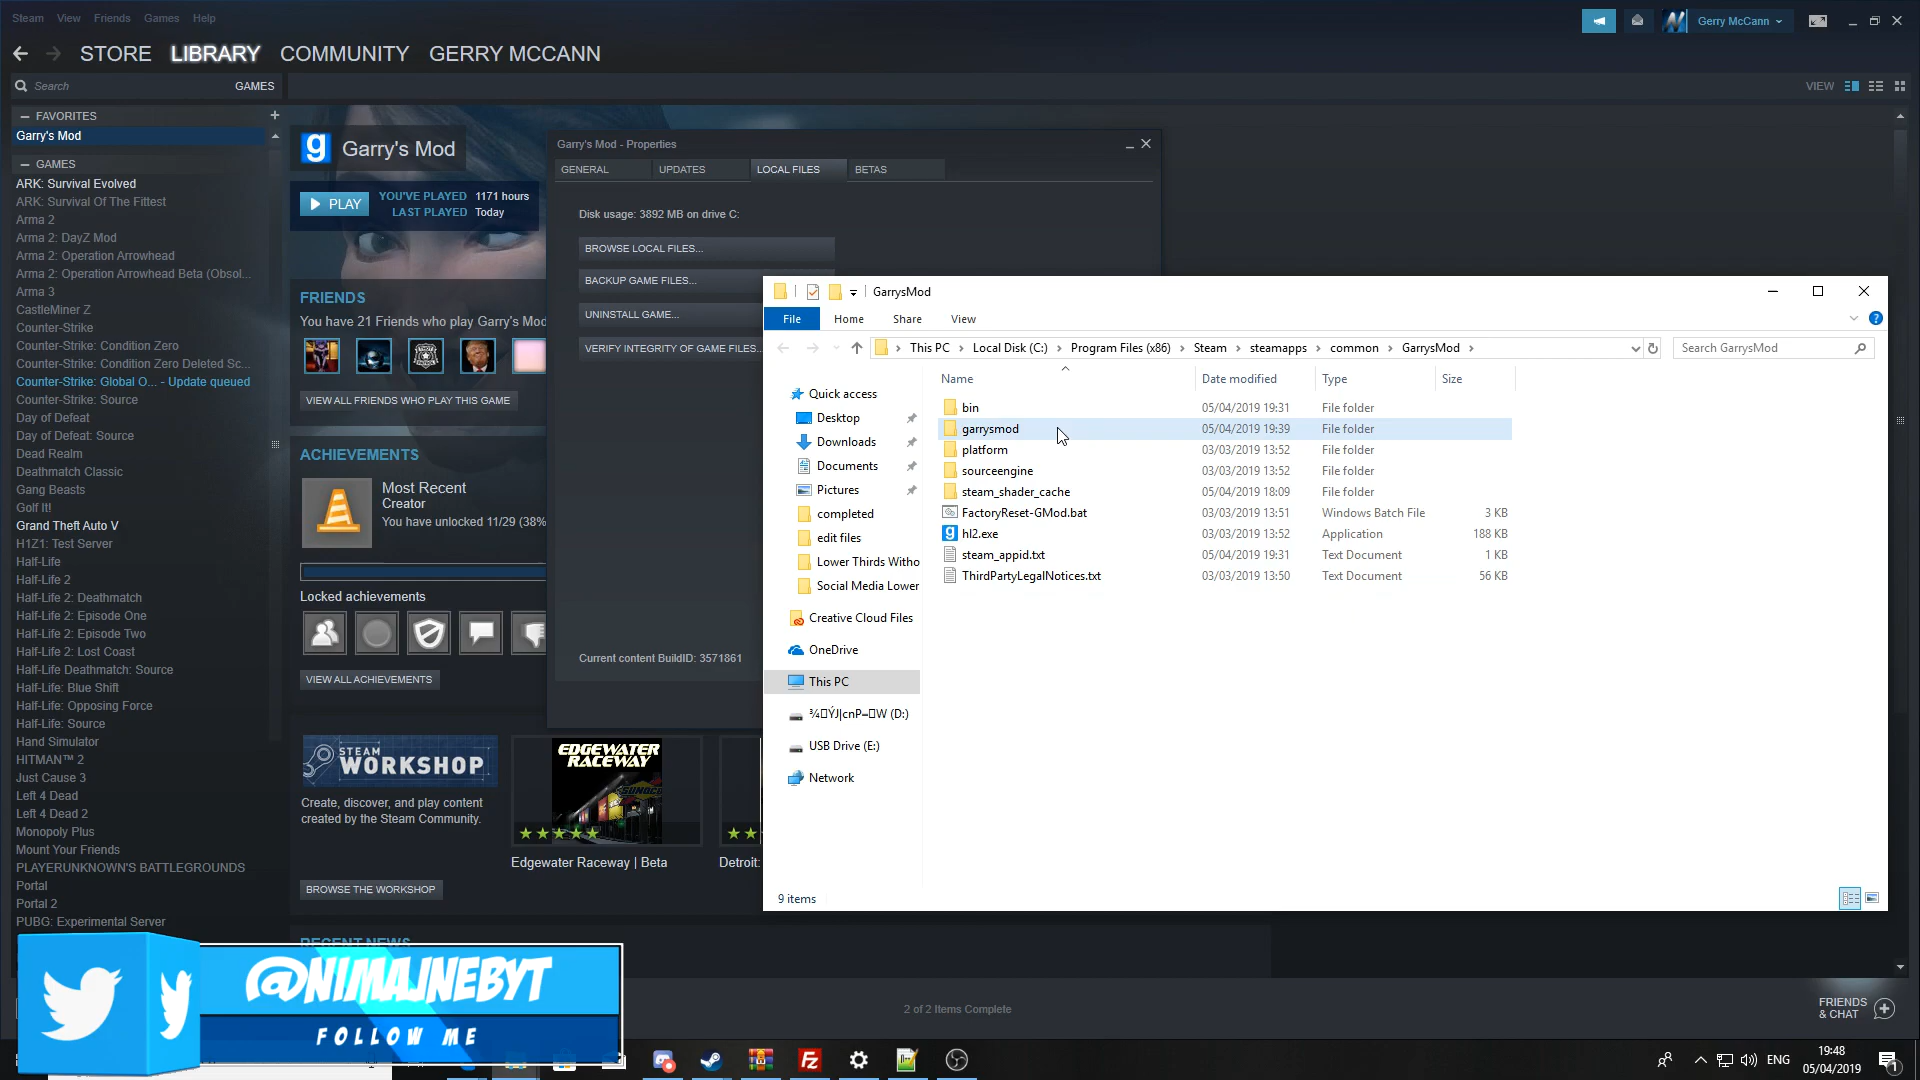 Steam View Friends Games Help
Gerry McCann
STORE LIBRARY COMMUNITY GERRY MCCANN
Search GAMES VIEW
— FAVORITES +
Garry's Mod
— GAMES
ARK: Survival Evolved
ARK: Survival Of The Fittest
Arma 2
Arma 2: DayZ Mod
Arma 2: Operation Arrowhead
Arma 2: Operation Arrowhead Beta (Obsol...
Arma 3
CastleMiner Z
Counter-Strike
Counter-Strike: Condition Zero
Counter-Strike: Condition Zero Deleted Sc...
Counter-Strike: Global O... - Update queued
Counter-Strike: Source
Day of Defeat
Day of Defeat: Source
Dead Realm
Deathmatch Classic
Gang Beasts
Golf It!
Grand Theft Auto V
H1Z1: Test Server
Half-Life
Half-Life 2
Half-Life 2: Deathmatch
Half-Life 2: Episode One
Half-Life 2: Episode Two
Half-Life 2: Lost Coast
Half-Life Deathmatch: Source
Half-Life: Blue Shift
Half-Life: Opposing Force
Half-Life: Source
Hand Simulator
HITMAN™ 2
Just Cause 3
Left 4 Dead
Left 4 Dead 2
Monopoly Plus
Mount Your Friends
PLAYERUNKNOWN'S BATTLEGROUNDS
Portal
Portal 2
PUBG: Experimental Server
g Garry's Mod
PLAY
YOU'VE PLAYED 1171 hours
LAST PLAYED Today
FRIENDS
You have 21 Friends who play Garry's Mod
VIEW ALL FRIENDS WHO PLAY THIS GAME
ACHIEVEMENTS
Most Recent
Creator
You have unlocked 11/29 (38%
Locked achievements
VIEW ALL ACHIEVEMENTS
STEAM
WORKSHOP
Create, discover, and play content
created by the Steam Community.
BROWSE THE WORKSHOP
EDGEWATER
RACEWAY
SUNOCO
Edgewater Raceway | Beta
Detroit:
RECENT NEWS
Garry's Mod - Properties
GENERAL UPDATES LOCAL FILES BETAS
Disk usage: 3892 MB on drive C:
BROWSE LOCAL FILES...
BACKUP GAME FILES...
UNINSTALL GAME...
VERIFY INTEGRITY OF GAME FILES...
Current content BuildID: 3571861
GarrysMod
File Home Share View
This PC > Local Disk (C:) > Program Files (x86) > Steam > steamapps > common > GarrysMod >
Search GarrysMod
Quick access
Desktop
Downloads
Documents
Pictures
completed
edit files
Lower Thirds Witho
Social Media Lower
Creative Cloud Files
OneDrive
This PC
USB Drive (E:)
Network
Name Date modified Type Size
bin 05/04/2019 19:31 File folder
garrysmod 05/04/2019 19:39 File folder
platform 03/03/2019 13:52 File folder
sourceengine 03/03/2019 13:52 File folder
steam_shader_cache 05/04/2019 18:09 File folder
FactoryReset-GMod.bat 03/03/2019 13:51 Windows Batch File 3 KB
hl2.exe 03/03/2019 13:52 Application 188 KB
steam_appid.txt 05/04/2019 19:31 Text Document 1 KB
ThirdPartyLegalNotices.txt 03/03/2019 13:50 Text Document 56 KB
9 items
@NIMAJNEBYT
FOLLOW ME
2 of 2 Items Complete
FRIENDS
& CHAT
Fz
ENG
19:48
05/04/2019
1